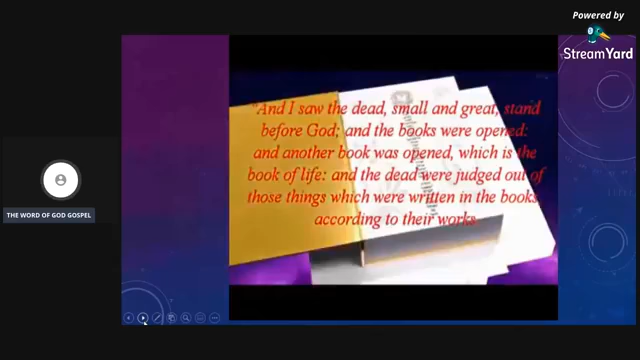 Powered by
StreamYard
"And I saw the dead, small and great, stand
before God; and the books were opened:
and another book was opened, which is the
book of life: and the dead were judged out of
those things which were written in the books
according to their works
THE WORD OF GOD GOSPEL